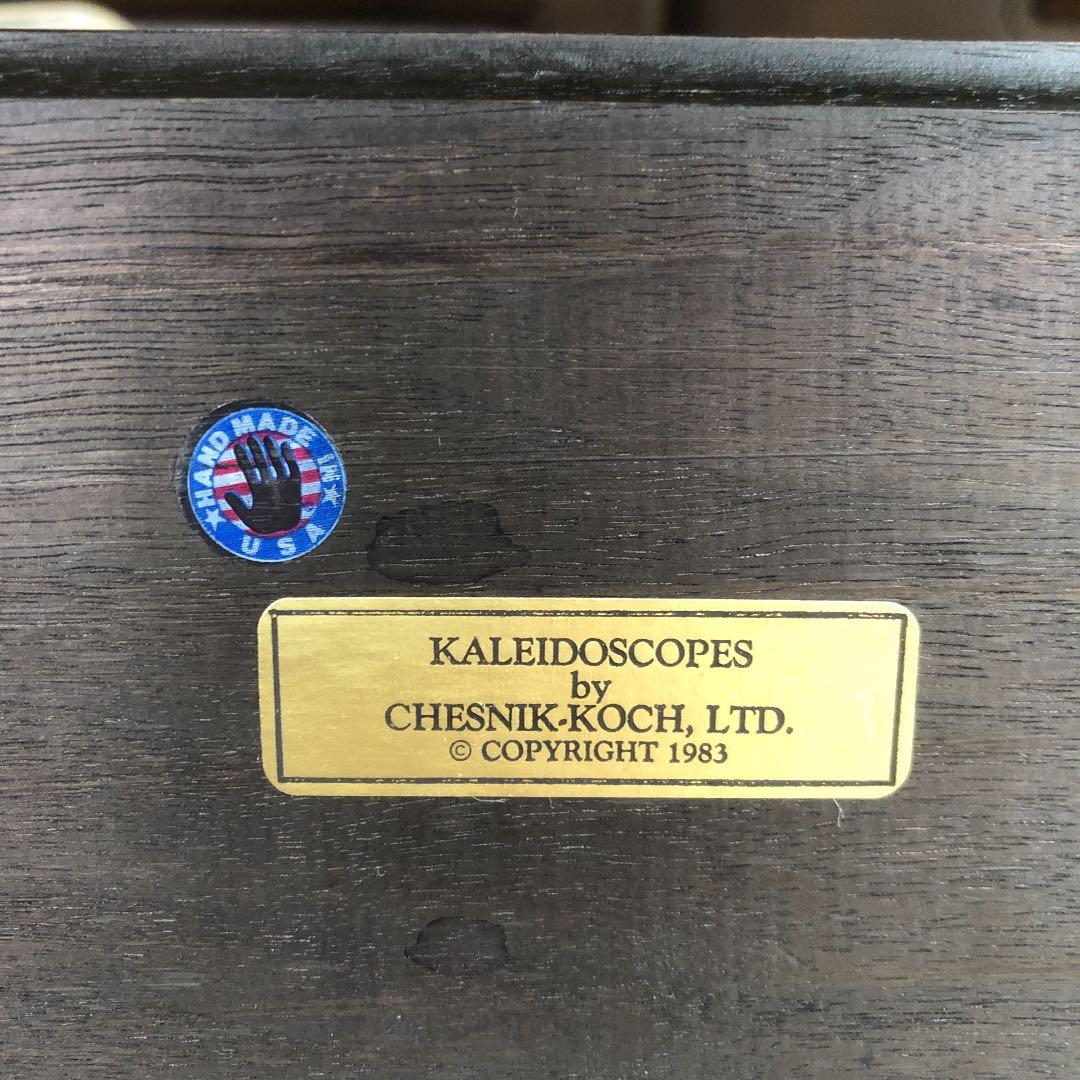 HAND MADE IN USA
KALEIDOSCOPES
by
CHESNIK-KOCH, LTD.
© COPYRIGHT 1983